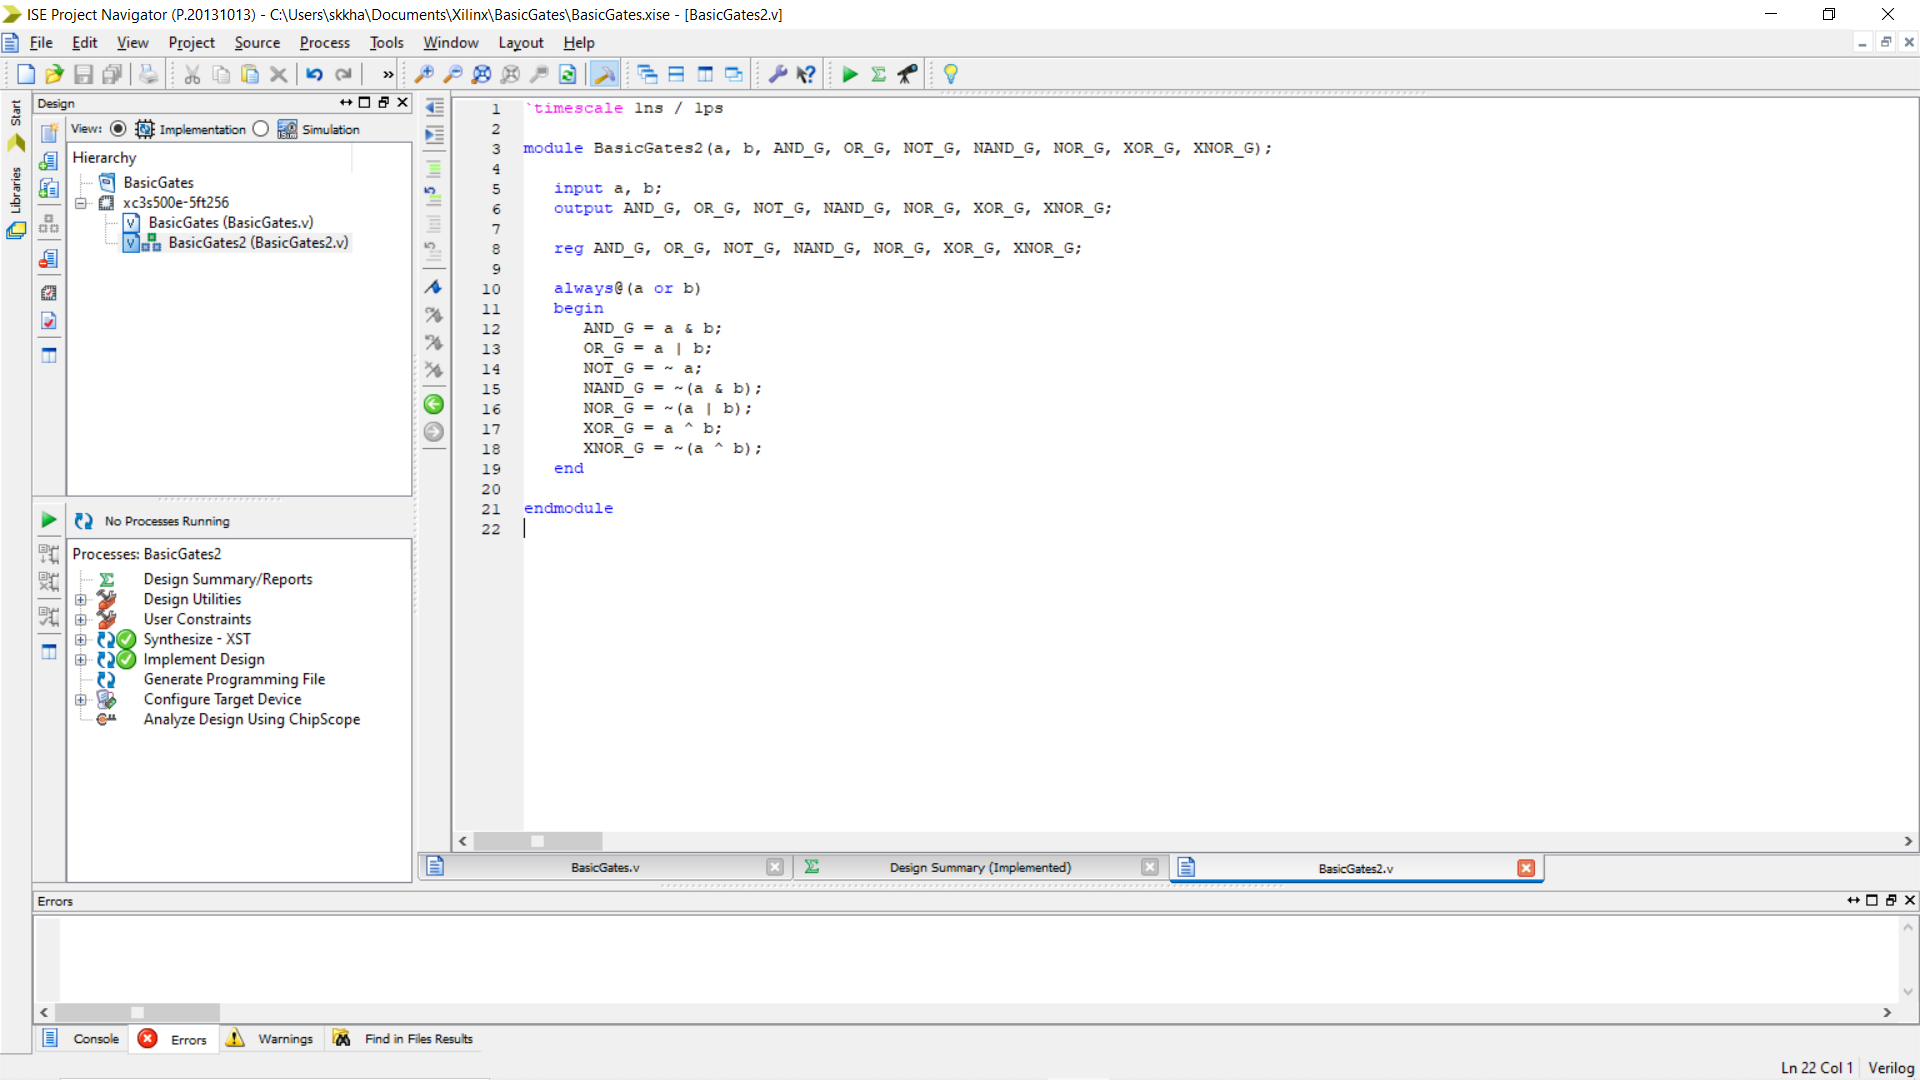 ISE Project Navigator (P.20131013) - C:\Users\skkha\Documents\Xilinx\BasicGates\BasicGates.xise - [BasicGates2.v]
File Edit View Project Source Process Tools Window Layout Help
»
Start
Libraries
Design
View: Implementation Simulation
Hierarchy
BasicGates
xc3s500e-5ft256
BasicGates (BasicGates.v)
BasicGates2 (BasicGates2.v)
No Processes Running
Processes: BasicGates2
Design Summary/Reports
Design Utilities
User Constraints
Synthesize - XST
Implement Design
Generate Programming File
Configure Target Device
Analyze Design Using ChipScope
1 `timescale 1ns / 1ps
2
3 module BasicGates2(a, b, AND_G, OR_G, NOT_G, NAND_G, NOR_G, XOR_G, XNOR_G);
4
5 input a, b;
6 output AND_G, OR_G, NOT_G, NAND_G, NOR_G, XOR_G, XNOR_G;
7
8 reg AND_G, OR_G, NOT_G, NAND_G, NOR_G, XOR_G, XNOR_G;
9
10 always@(a or b)
11 begin
12 AND_G = a & b;
13 OR_G = a | b;
14 NOT_G = ~ a;
15 NAND_G = ~(a & b);
16 NOR_G = ~(a | b);
17 XOR_G = a ^ b;
18 XNOR_G = ~(a ^ b);
19 end
20
21 endmodule
22
BasicGates.v
Design Summary (Implemented)
BasicGates2.v
Errors
Console Errors Warnings Find in Files Results
Ln 22 Col 1 Verilog